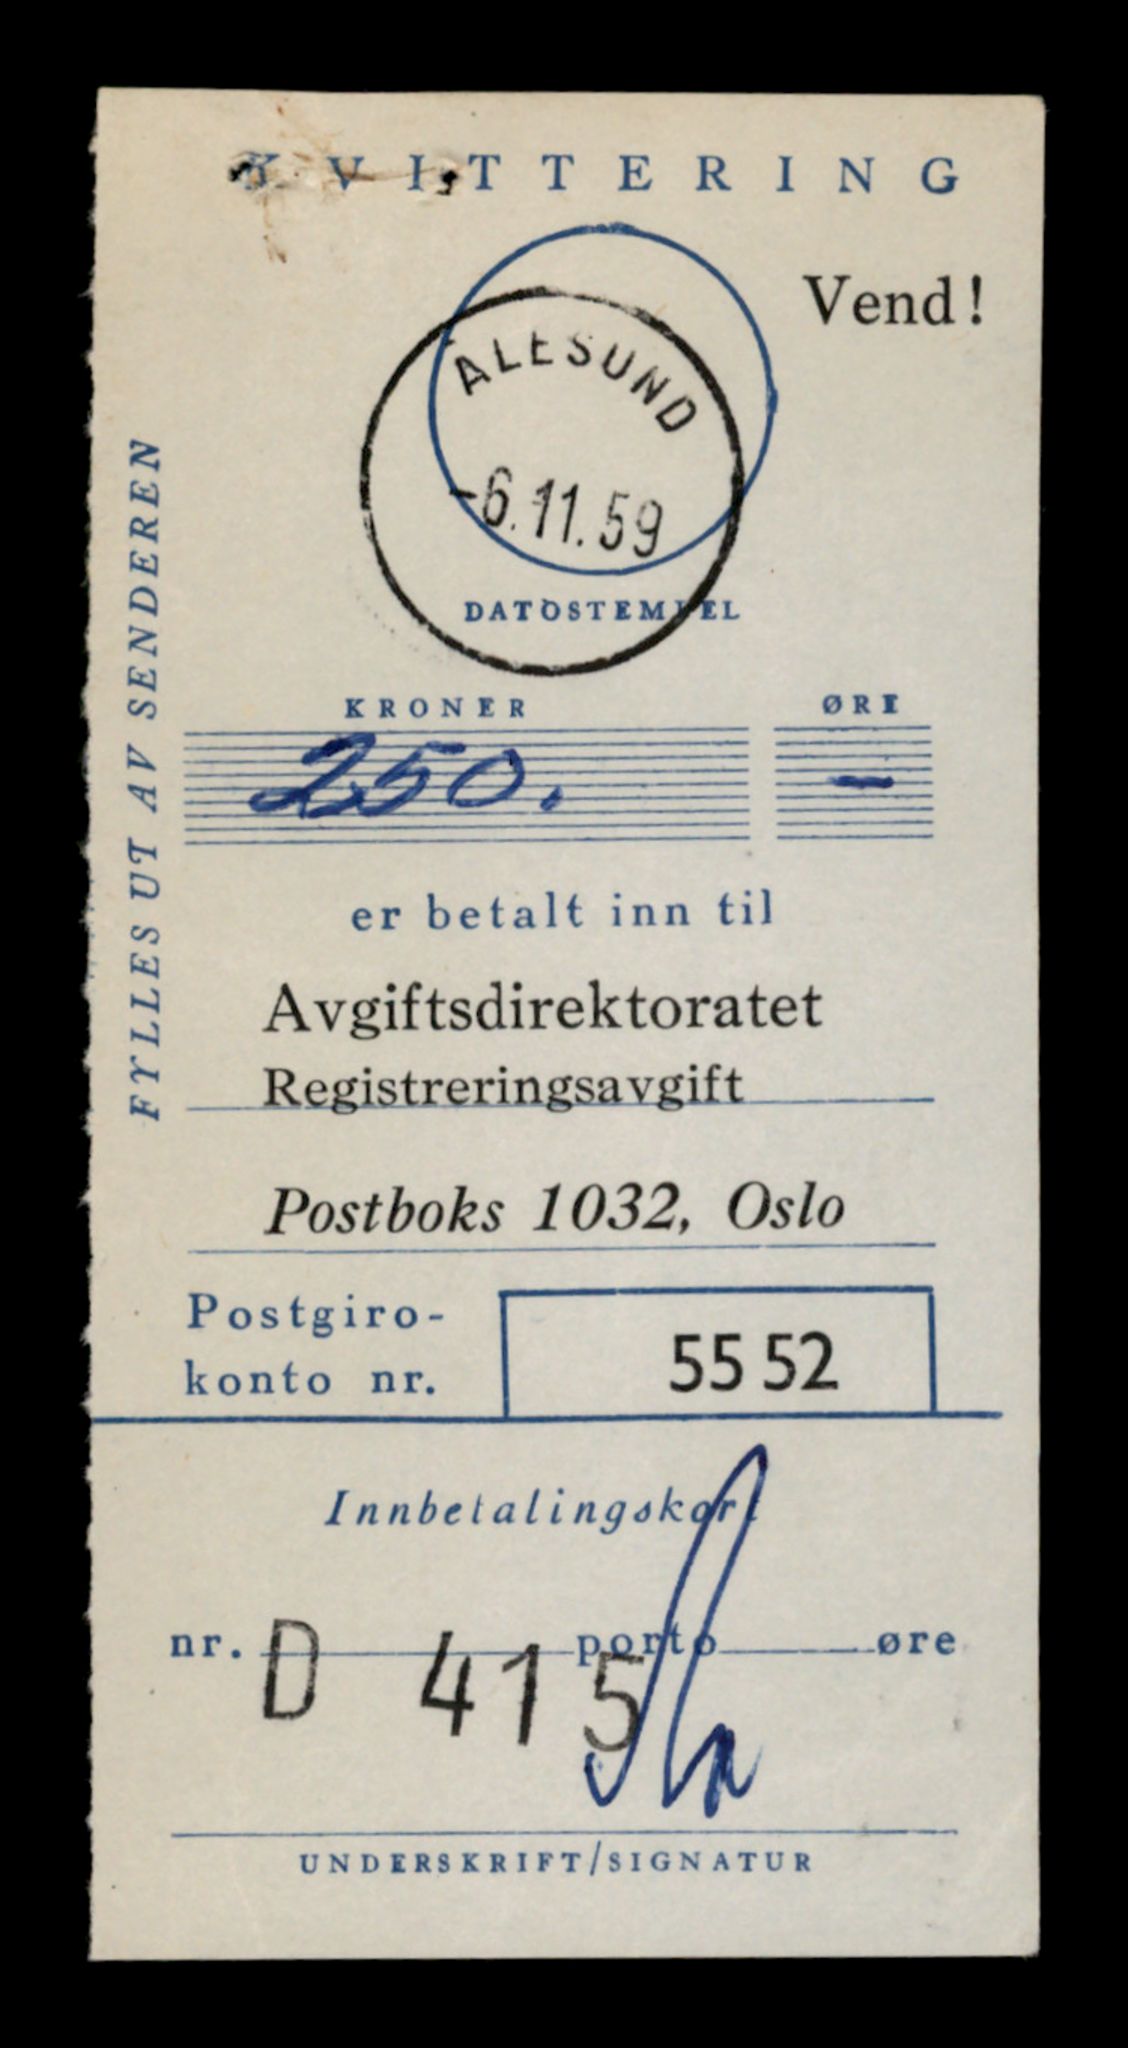 KVITTERING
Vend!
ÅLESUND
-6.11.59
DATOSTEMPEL
FYLLES UT AV SENDEREN
KRONER ØRE
250. —
er betalt inn til
Avgiftsdirektoratet
Registreringsavgift
Postboks 1032, Oslo
Postgiro-
konto nr. 55 52
Innbetalingskort
nr. porto øre
D 415
UNDERSKRIFT/SIGNATUR